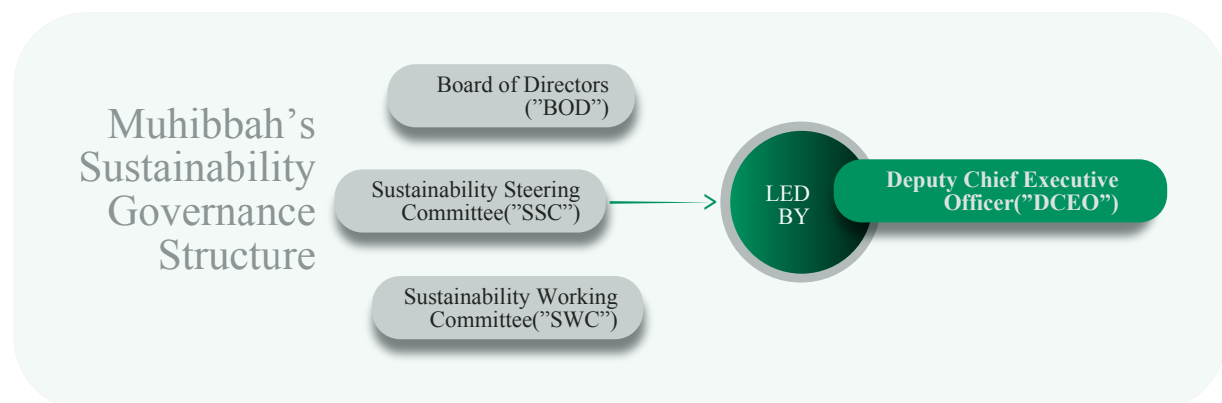 Muhibbah’s
Sustainability
Governance
Structure
Board of Directors
(”BOD”)
Sustainability Steering
Committee(”SSC”)
Sustainability Working
Committee(”SWC”)
LED
BY
Deputy Chief Executive
Officer(”DCEO”)